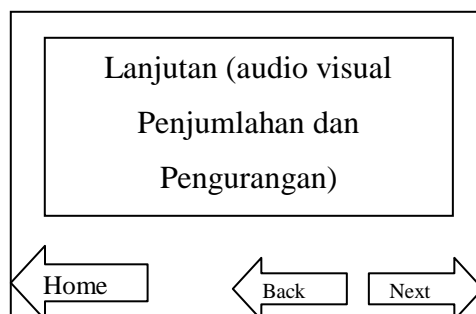 Lanjutan (audio visual
Penjumlahan dan
Pengurangan)
Home
Back
Next